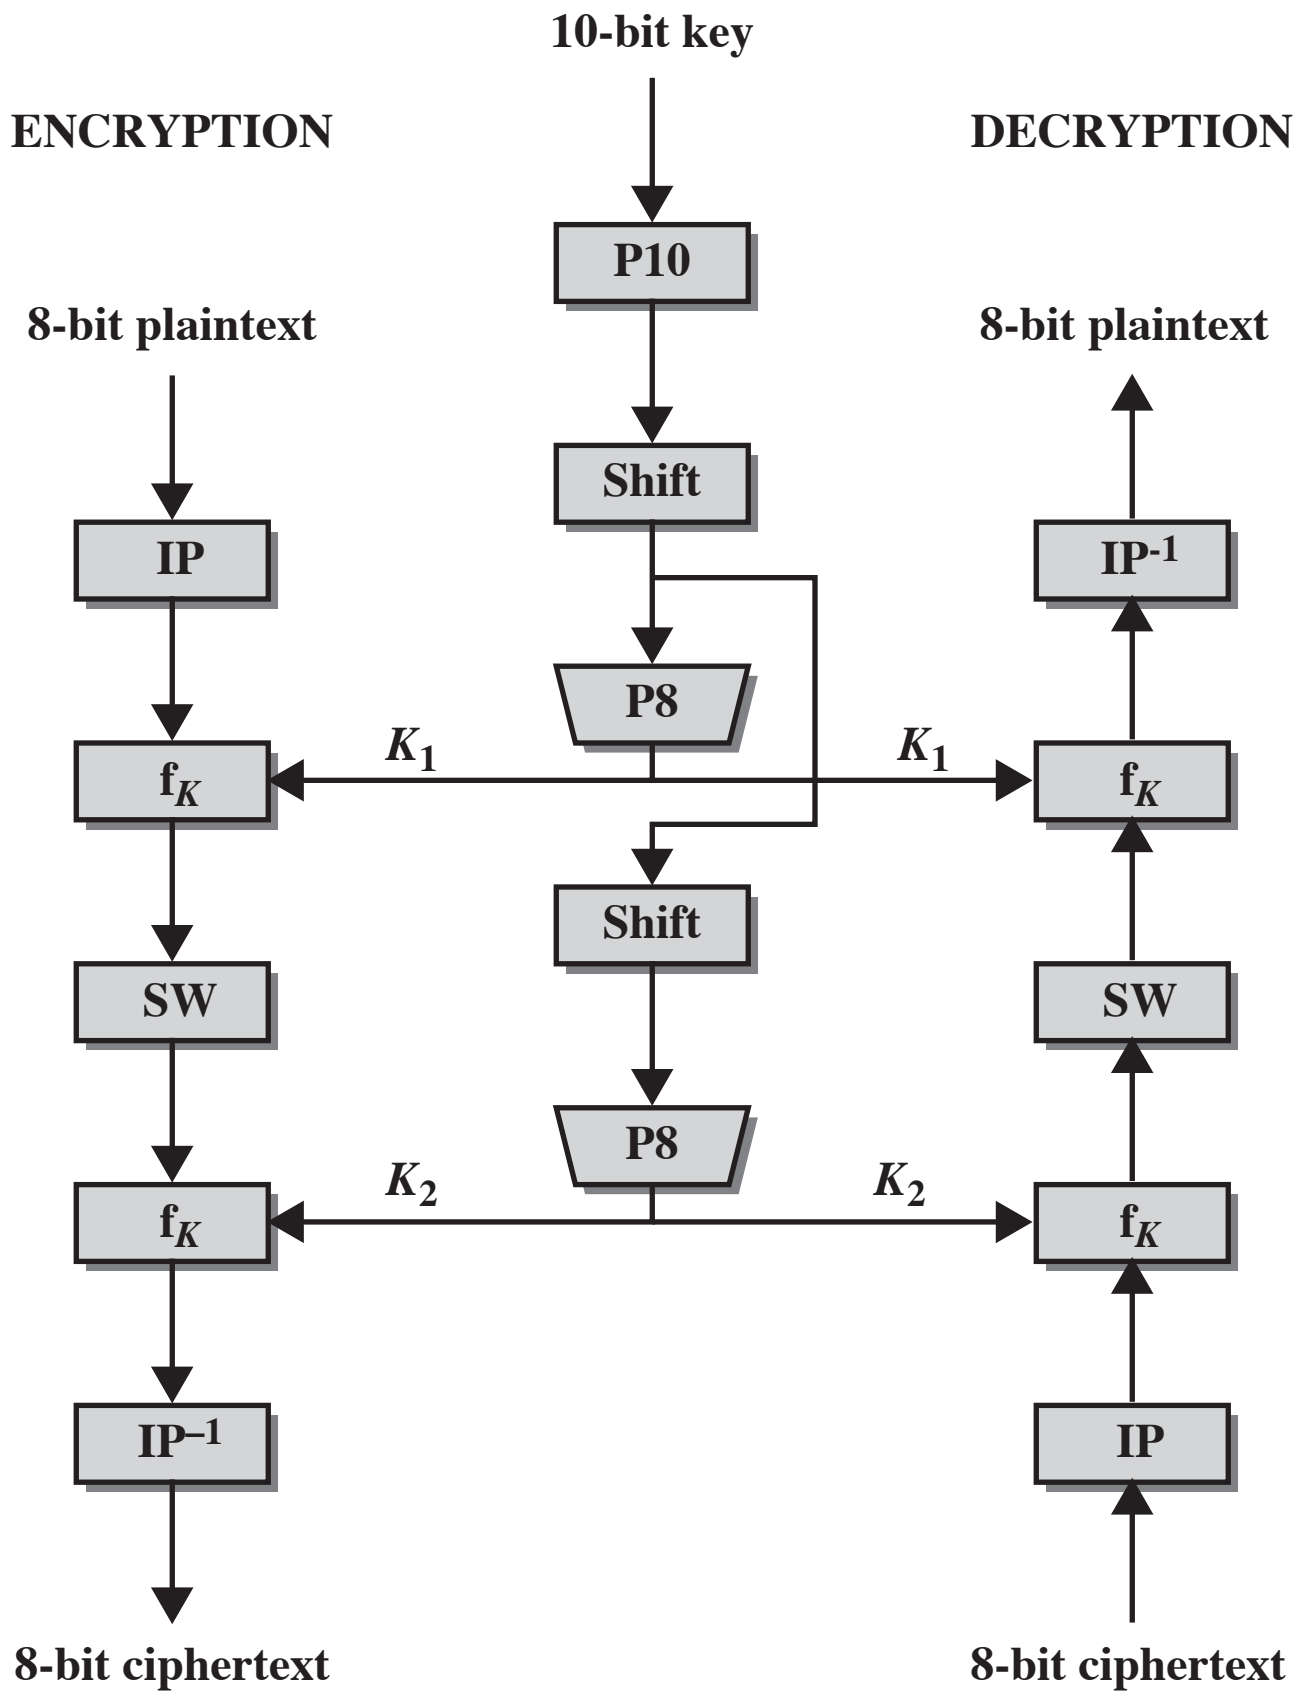 10-bit key
ENCRYPTION
DECRYPTION
P10
8-bit plaintext
8-bit plaintext
Shift
IP
IP-1
P8
K1
K1
fK
fK
Shift
SW
SW
P8
K2
K2
fK
fK
IP–1
IP
8-bit ciphertext
8-bit ciphertext